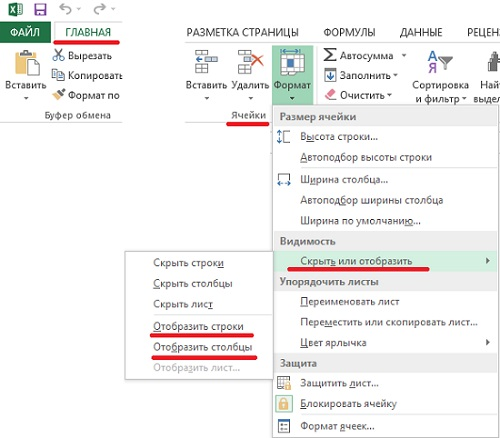 ФАЙЛ ГЛАВНАЯ РАЗМЕТКА СТРАНИЦЫ ФОРМУЛЫ ДАННЫЕ РЕЦЕН
Вставить
Вырезать
Копировать
Формат по
Буфер обмена
Вставить Удалить Формат
Ячейки
Автосумма
Заполнить
Очистить
Сортировка
и фильтр
Най
выдел
Размер ячейки
Высота строки...
Автоподбор высоты строки
Ширина столбца...
Автоподбор ширины столбца
Ширина по умолчанию...
Видимость
Скрыть или отобразить
Скрыть строки
Скрыть столбцы
Скрыть лист
Отобразить строки
Отобразить столбцы
Отобразить лист...
Упорядочить листы
Переименовать лист
Переместить или скопировать лист...
Цвет ярлычка
Защита
Защитить лист...
Блокировать ячейку
Формат ячеек...